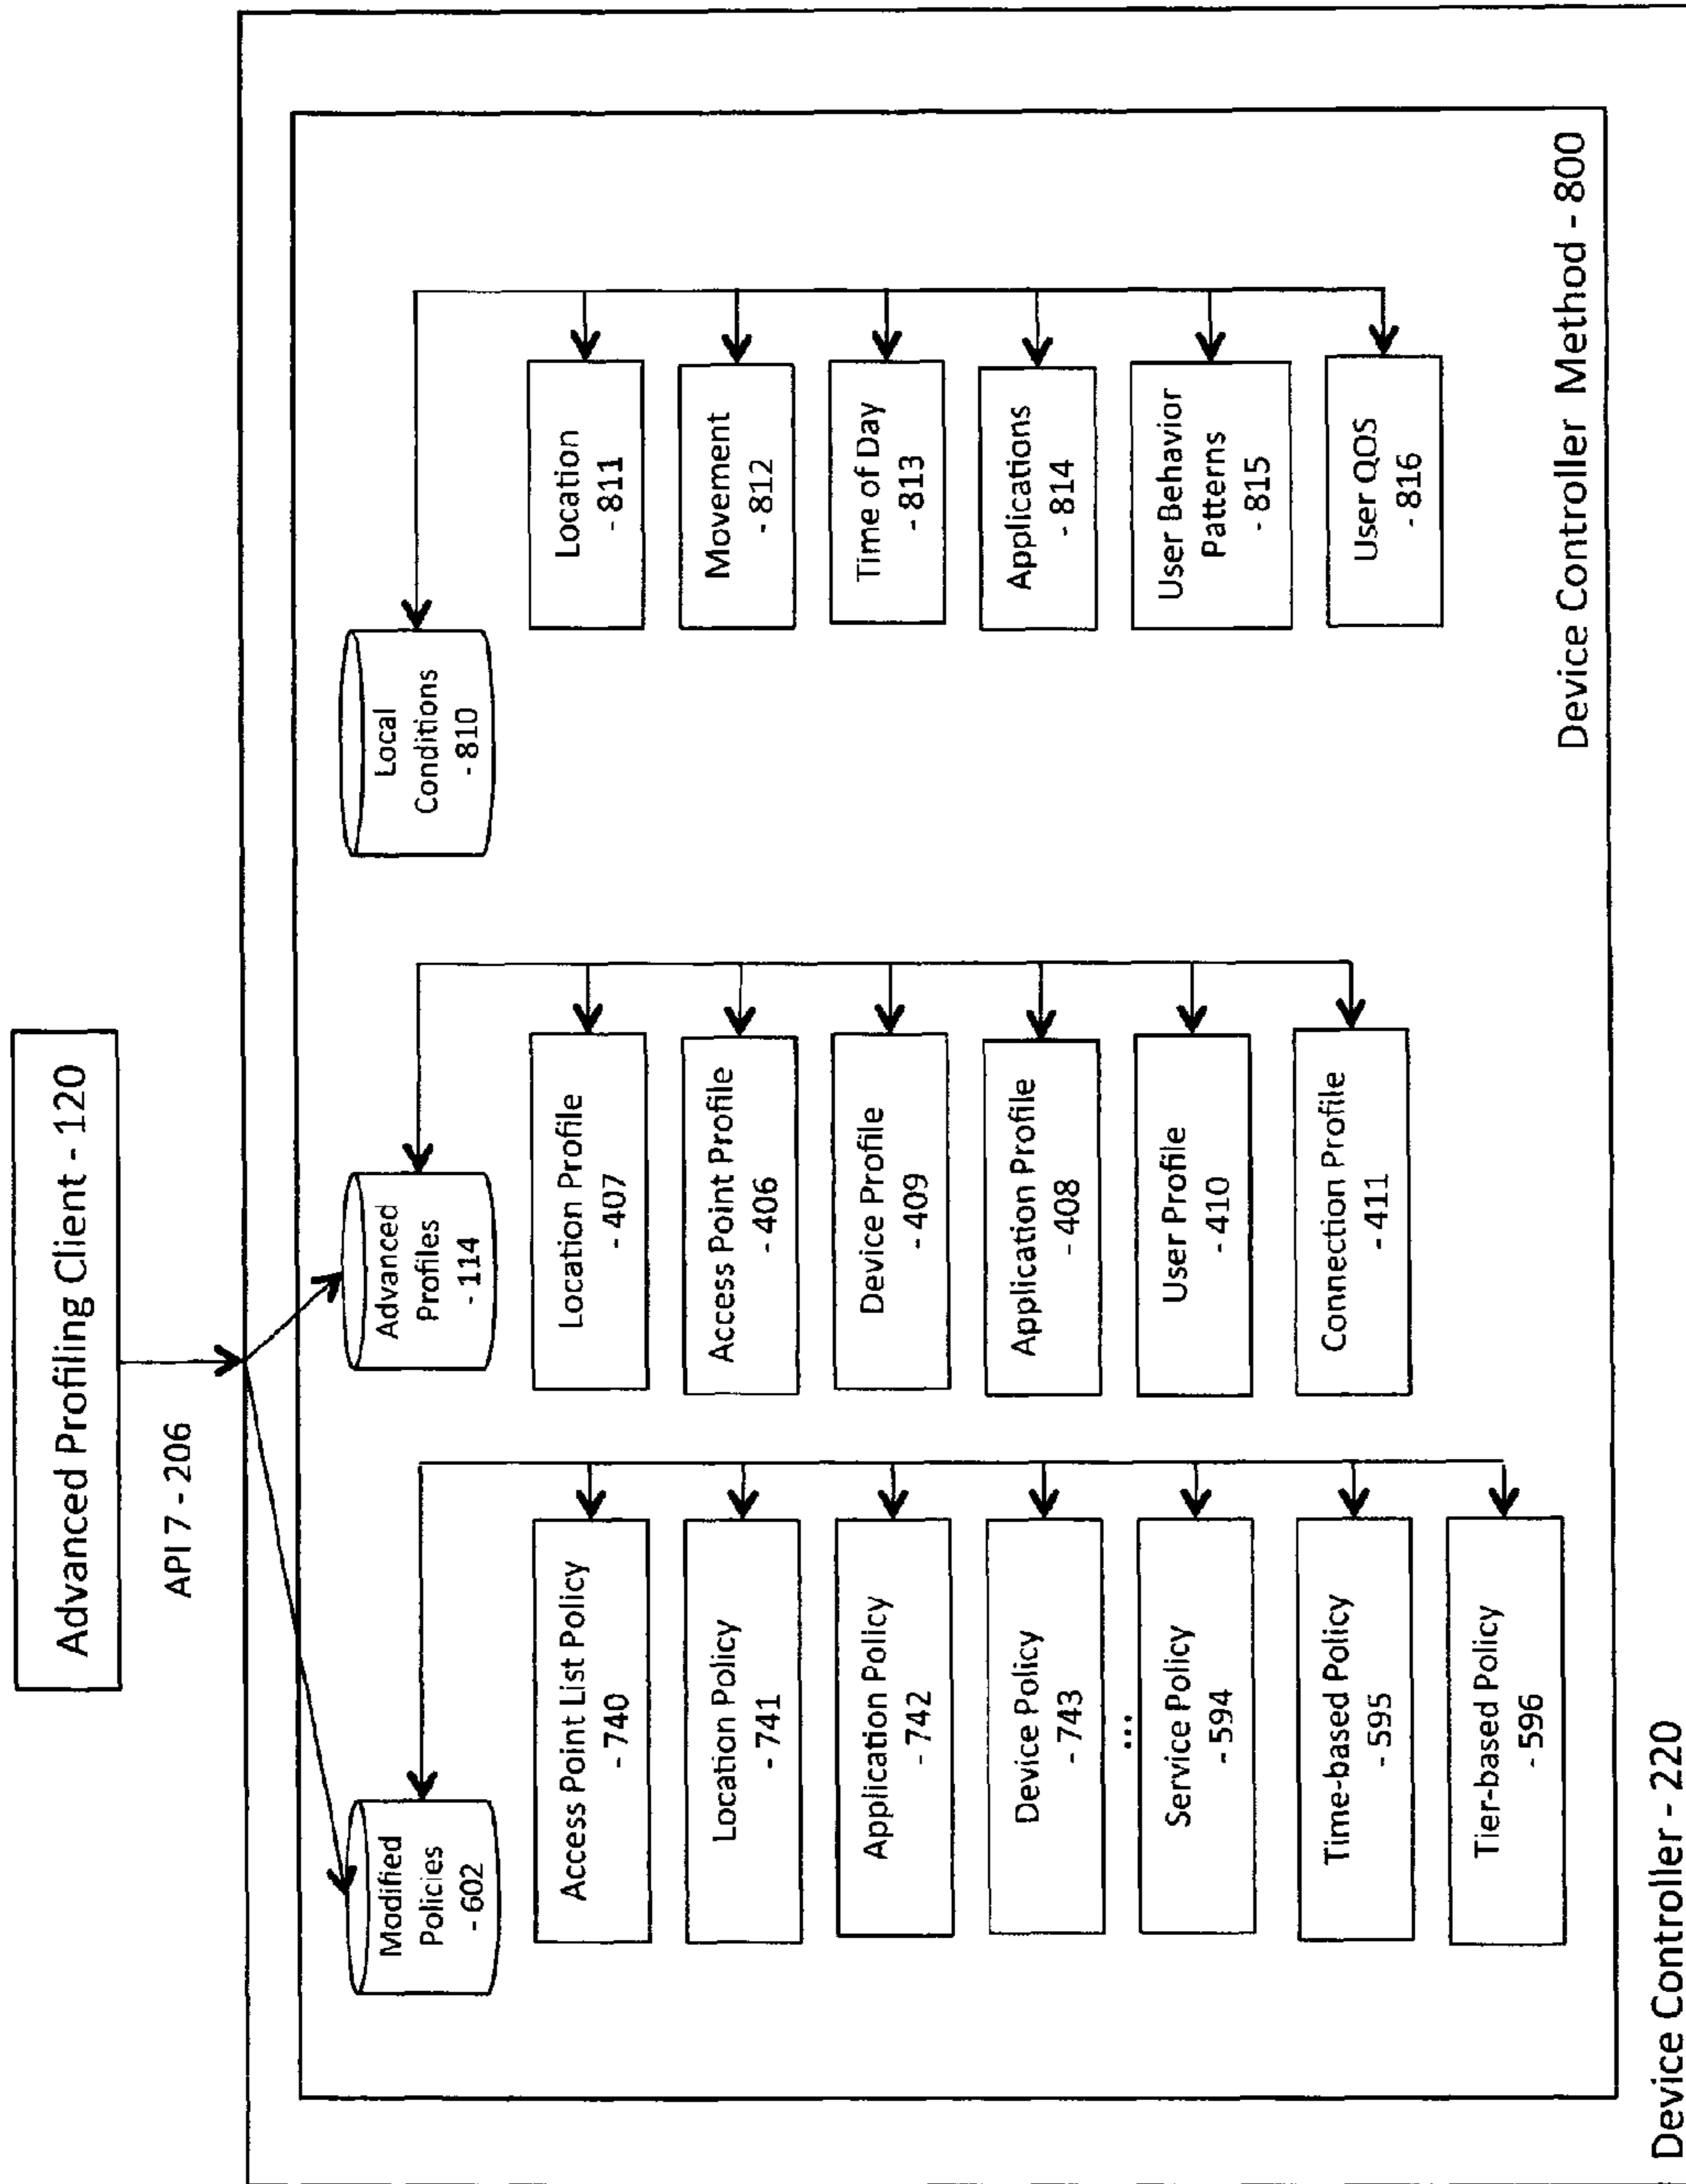 Advanced Profiling Client - 120
API 7 - 206
Modified
Policies
- 602
Access Point List Policy
- 740
Location Policy
- 741
Application Policy
- 742
Device Policy
- 743
...
Service Policy
- 594
Time-based Policy
- 595
Tier-based Policy
- 596
Advanced
Profiles
- 114
Location Profile
- 407
Access Point Profile
- 406
Device Profile
- 409
Application Profile
- 408
User Profile
- 410
Connection Profile
- 411
Local
Conditions
- 810
Location
- 811
Movement
- 812
Time of Day
- 813
Applications
- 814
User Behavior
Patterns
- 815
User QOS
- 816
Device Controller Method - 800
Device Controller - 220